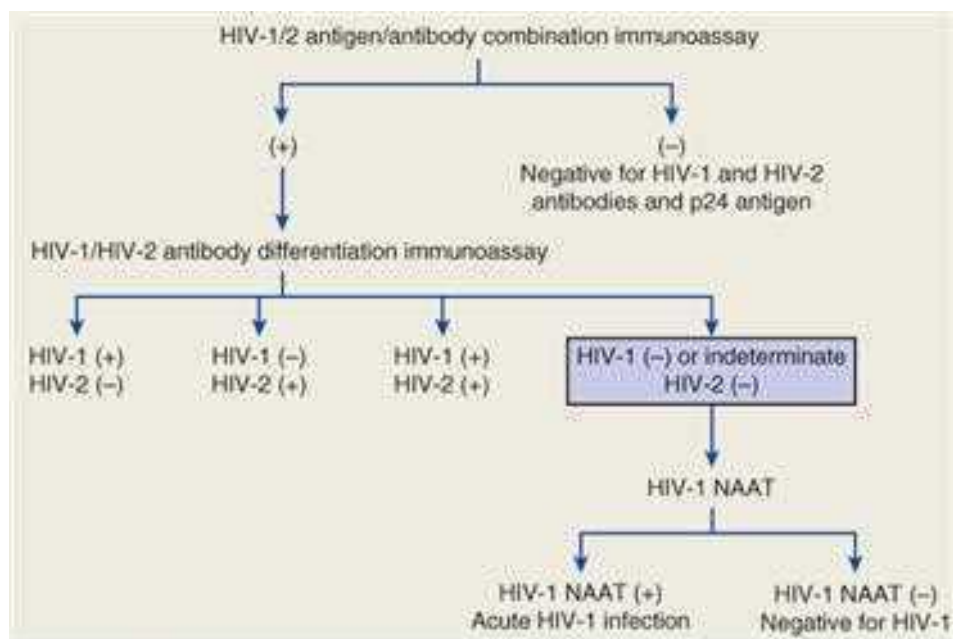 HIV-1/2 antigen/antibody combination immunoassay
(+)
(–)
Negative for HIV-1 and HIV-2
antibodies and p24 antigen
HIV-1/HIV-2 antibody differentiation immunoassay
HIV-1 (+)
HIV-2 (–)
HIV-1 (–)
HIV-2 (+)
HIV-1 (+)
HIV-2 (+)
HIV-1 (–) or indeterminate
HIV-2 (–)
HIV-1 NAAT
HIV-1 NAAT (+)
Acute HIV-1 infection
HIV-1 NAAT (–)
Negative for HIV-1